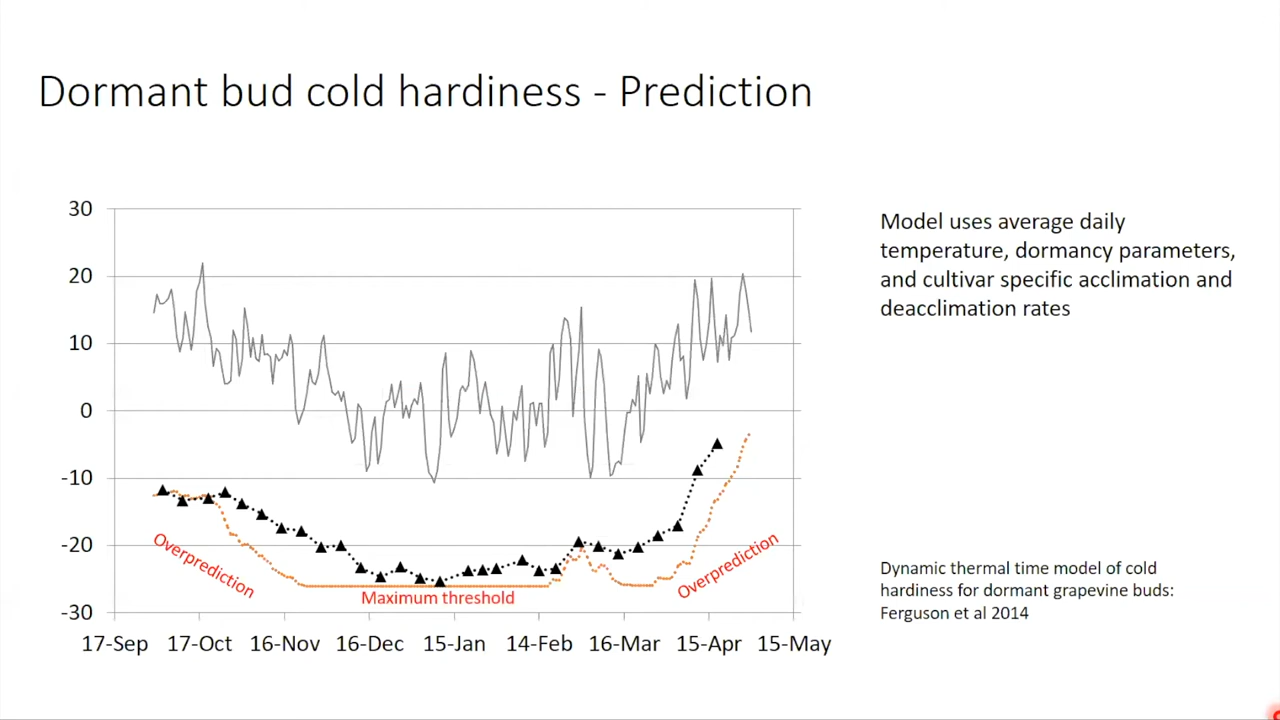 Dormant bud cold hardiness - Prediction
30
20
10
0
-10
-20
-30
17-Sep 17-Oct 16-Nov 16-Dec 15-Jan 14-Feb 16-Mar 15-Apr 15-May
Overprediction
Maximum threshold
Overprediction
Model uses average daily
temperature, dormancy parameters,
and cultivar specific acclimation and
deacclimation rates
Dynamic thermal time model of cold
hardiness for dormant grapevine buds:
Ferguson et al 2014